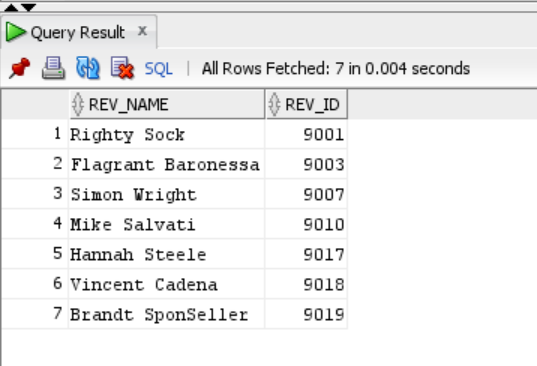 Query Result x
SQL | All Rows Fetched: 7 in 0.004 seconds
REV_NAME REV_ID
1 Righty Sock 9001
2 Flagrant Baronessa 9003
3 Simon Wright 9007
4 Mike Salvati 9010
5 Hannah Steele 9017
6 Vincent Cadena 9018
7 Brandt SponSeller 9019